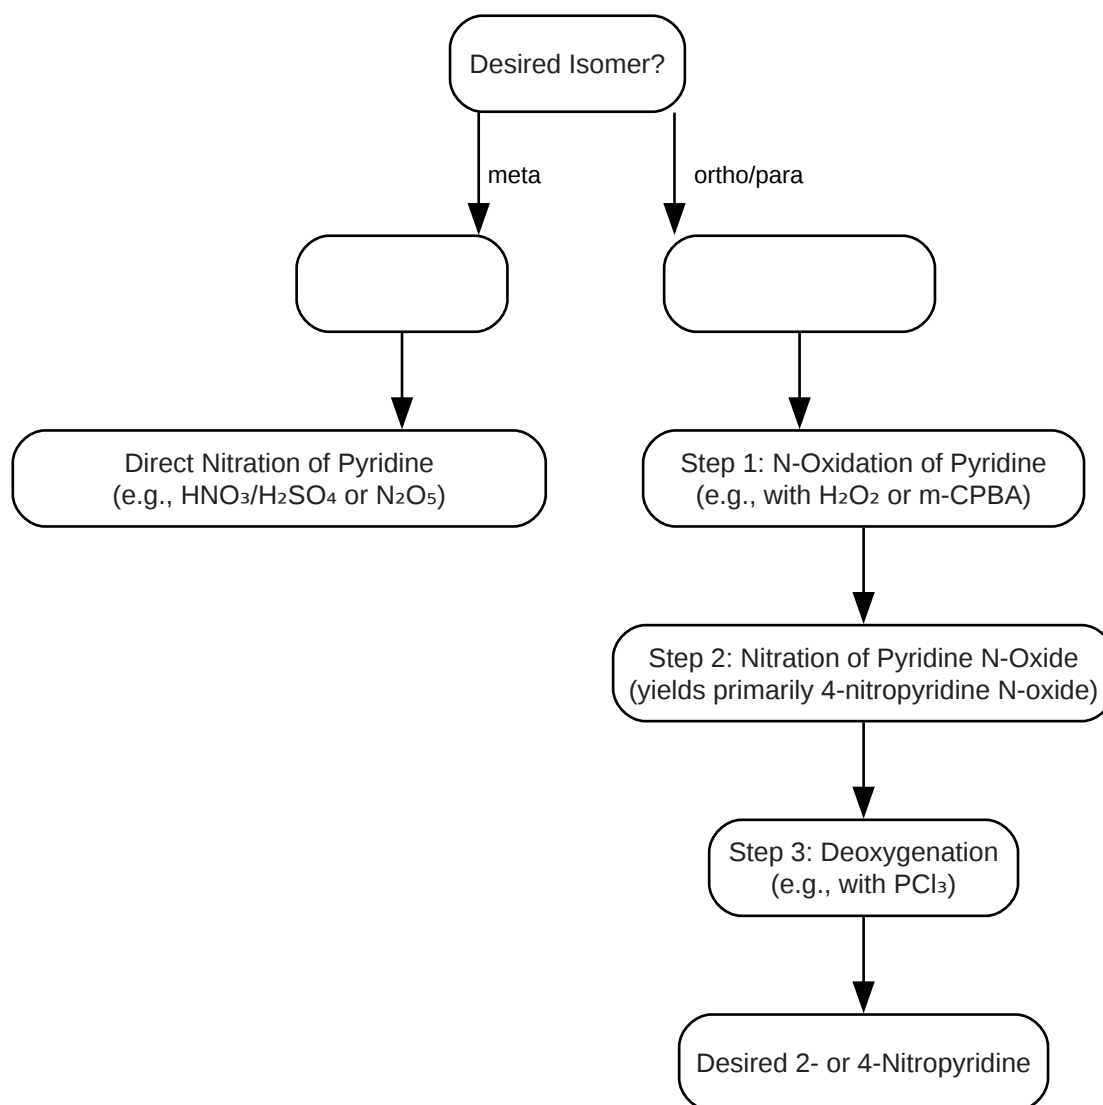 Desired Isomer?
meta
ortho/para
Direct Nitration of Pyridine
(e.g., HNO₃/H₂SO₄ or N₂O₅)
Step 1: N-Oxidation of Pyridine
(e.g., with H₂O₂ or m-CPBA)
Step 2: Nitration of Pyridine N-Oxide
(yields primarily 4-nitropyridine N-oxide)
Step 3: Deoxygenation
(e.g., with PCl₃)
Desired 2- or 4-Nitropyridine